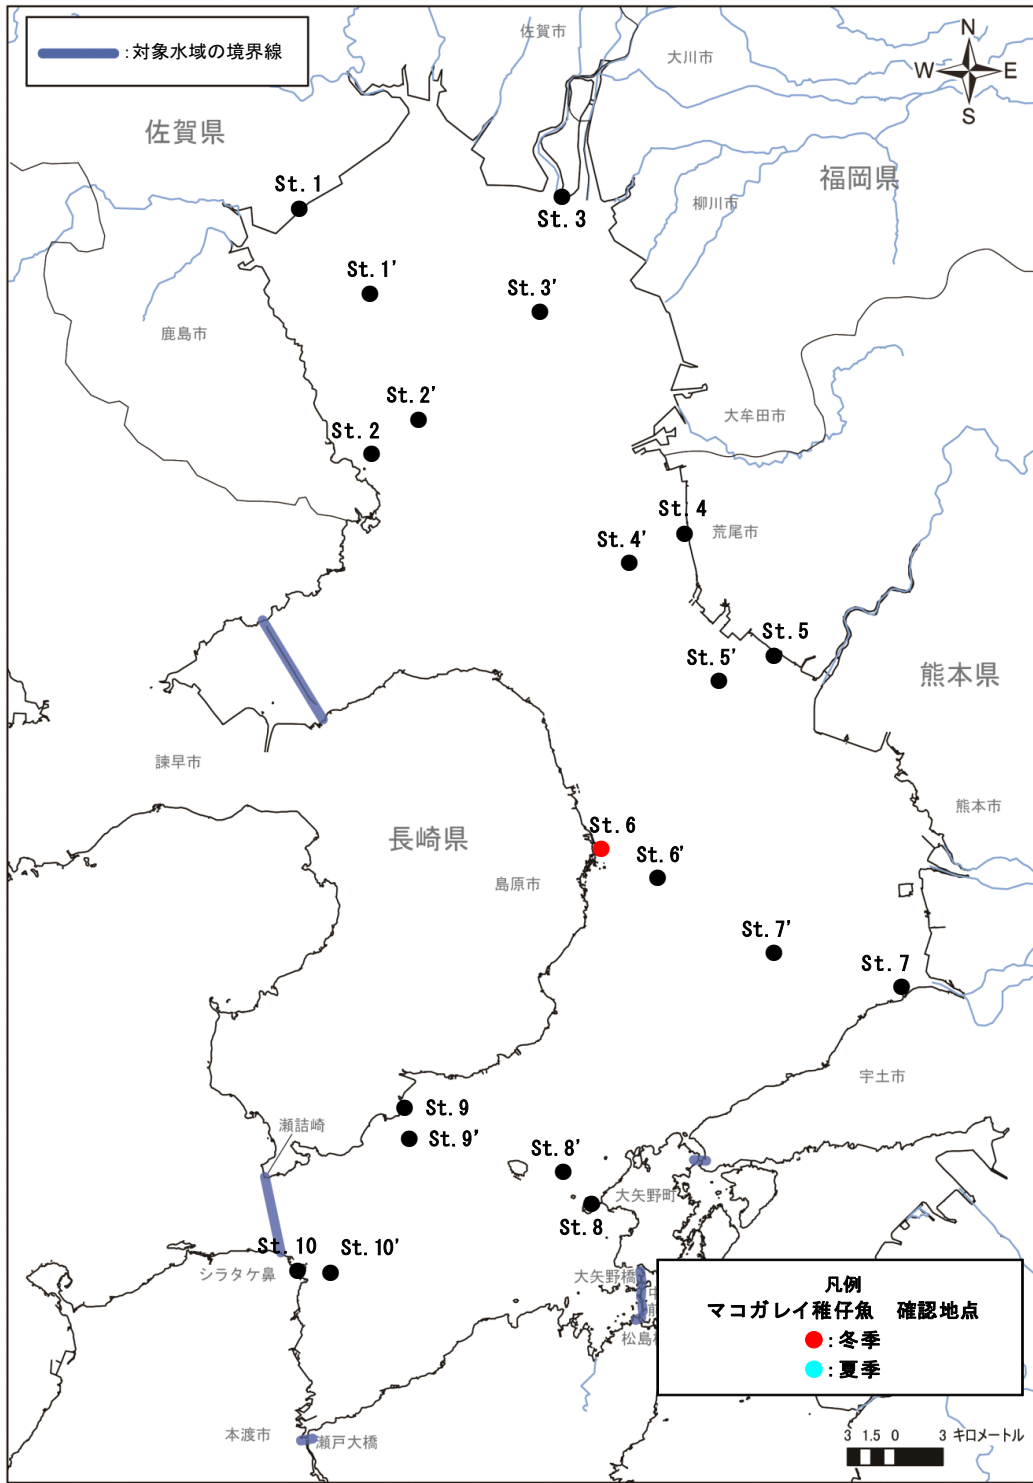 :対象水域の境界線
佐賀市
大川市
N
W E
S
佐賀県
福岡県
柳川市
St. 1
St. 3
St. 1'
St. 3'
鹿島市
St. 2'
大牟田市
St. 2
St. 4
荒尾市
St. 4'
St. 5
St. 5'
熊本県
諫早市
熊本市
長崎県
St. 6
St. 6'
島原市
St. 7'
St. 7
宇土市
St. 9
瀬詰崎
St. 9'
St. 8'
大矢野町
St. 8
St. 10
St. 10'
シラタケ鼻
大矢野橋
松島
凡例
マコガレイ稚仔魚 確認地点
:冬季
:夏季
本渡市
瀬戸大橋
3 1.5 0 3 キロメートル